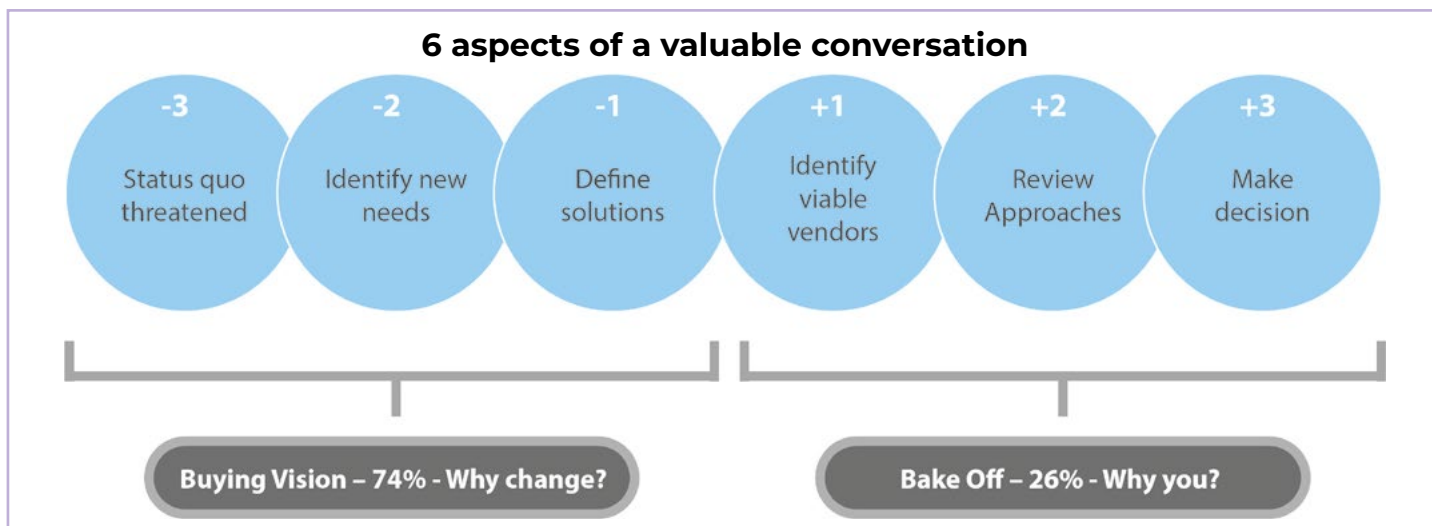 6 aspects of a valuable conversation
-3
Status quo
threatened
-2
Identify new
needs
-1
Define
solutions
+1
Identify
viable
vendors
+2
Review
Approaches
+3
Make
decision
Buying Vision – 74% - Why change?
Bake Off – 26% - Why you?